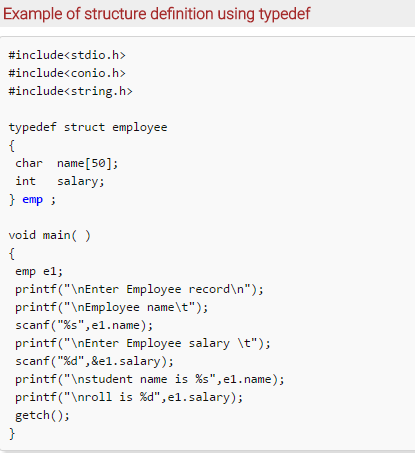 Example of structure definition using typedef
#include<stdio.h>
#include<conio.h>
#include<string.h>
typedef struct employee
{
 char  name[50];
 int   salary;
} emp ;
void main( )
{
 emp e1;
 printf("\nEnter Employee record\n");
 printf("\nEmployee name\t");
 scanf("%s",e1.name);
 printf("\nEnter Employee salary \t");
 scanf("%d",&e1.salary);
 printf("\nstudent name is %s",e1.name);
 printf("\nroll is %d",e1.salary);
 getch();
}